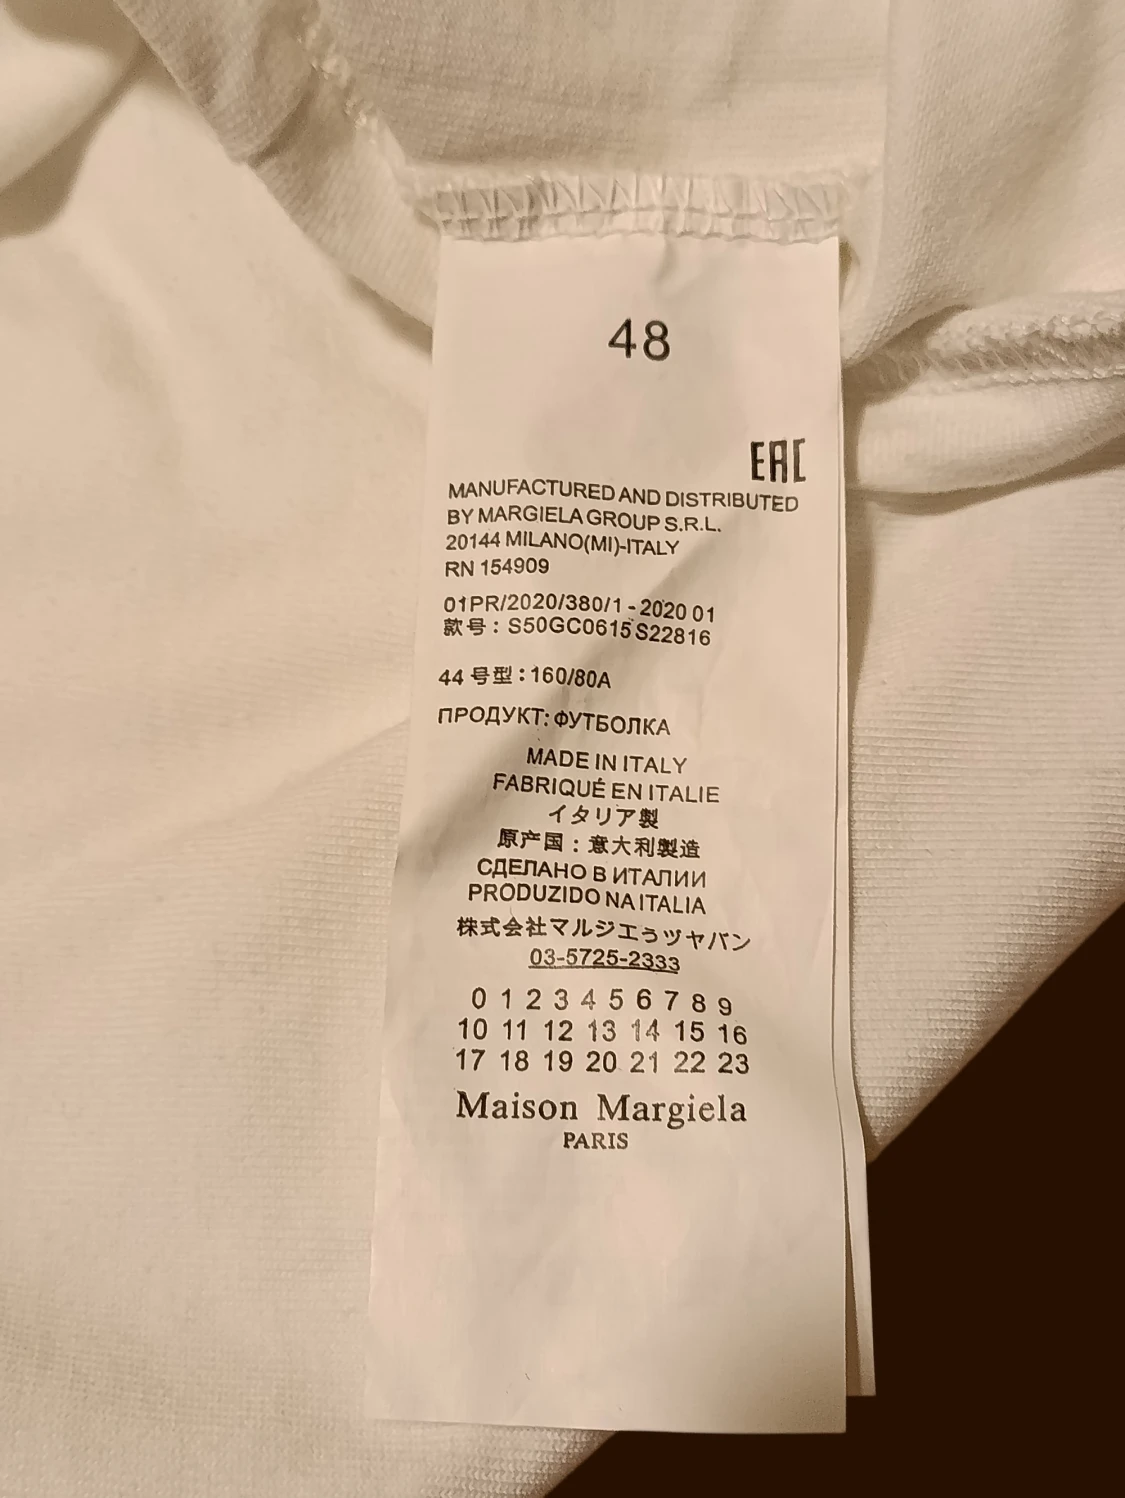 48
EAC
MANUFACTURED AND DISTRIBUTED
BY MARGIELA GROUP S.R.L.
20144 MILANO(MI)-ITALY
RN 154909
01PR/2020/380/1 - 2020 01
款号: S50GC0615 S22816
44 号型: 160/80A
ПРОДУКТ: ФУТБОЛКА
MADE IN ITALY
FABRIQUÉ EN ITALIE
イタリア製
原产国: 意大利製造
СДЕЛАНО В ИТАЛИИ
PRODUZIDO NA ITALIA
株式会社マルジエゥヅヤバン
03-5725-2333
0 1 2 3 4 5 6 7 8 9
10 11 12 13 14 15 16
17 18 19 20 21 22 23
Maison Margiela
PARIS